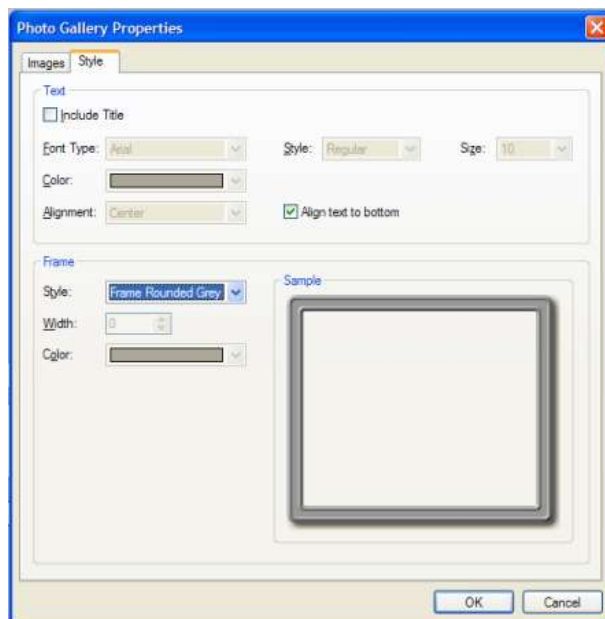 Photo Gallery Properties
Images Style
Text
Include Title
Font Type: Arial Style: Regular Size: 10
Color:
Alignment: Center Align text to bottom
Frame
Style: Frame Rounded Grey Sample
Width: 0
Color:
OK Cancel